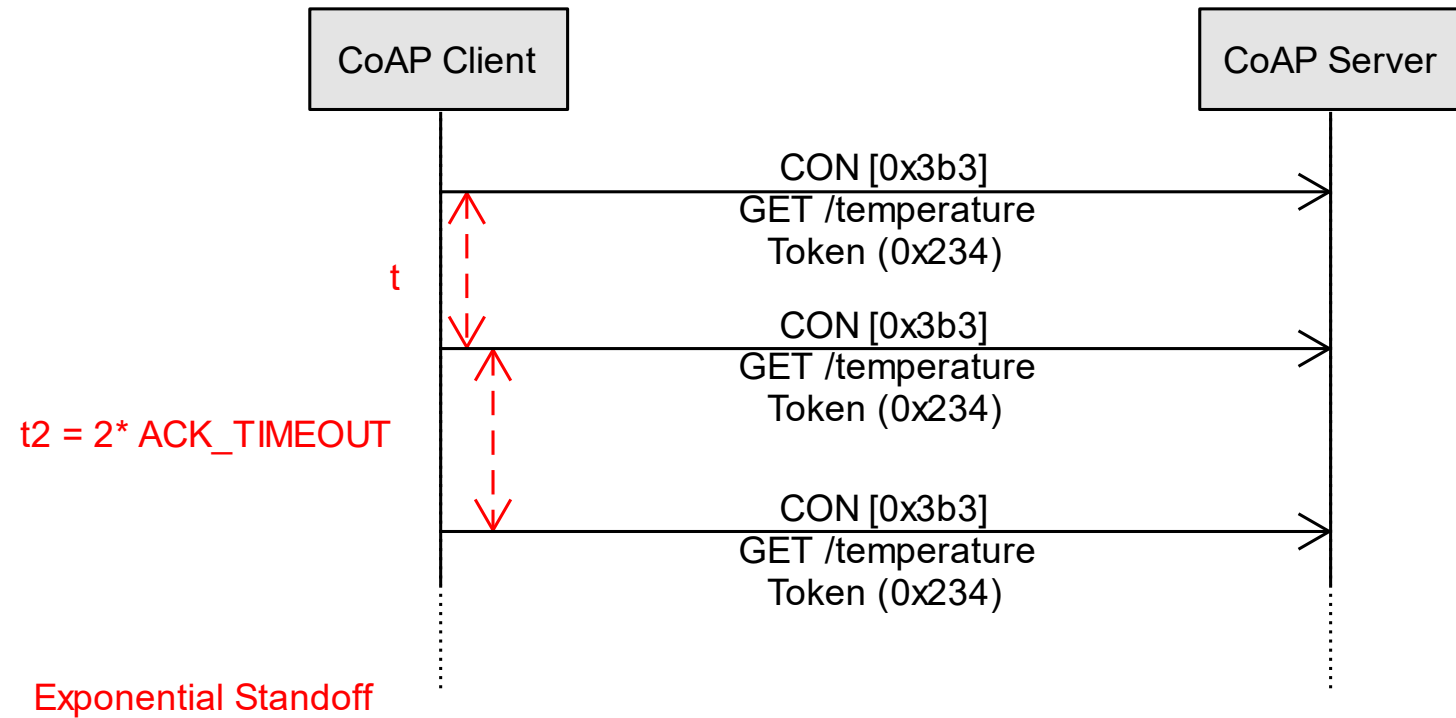 CoAP Client
CoAP Server
CON [0x3b3]
GET /temperature
Token (0x234)
t
CON [0x3b3]
GET /temperature
Token (0x234)
t2 = 2* ACK_TIMEOUT
CON [0x3b3]
GET /temperature
Token (0x234)
Exponential Standoff